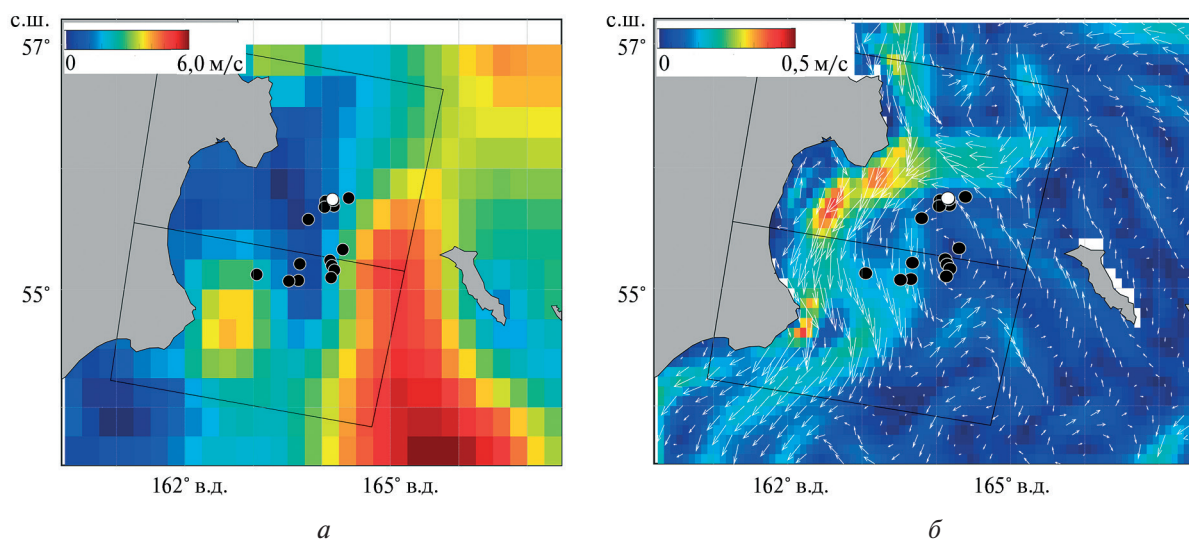 с.ш.
57°
0 6,0 м/с
55°
162° в.д. 165° в.д.
а
с.ш.
57°
0 0,5 м/с
55°
162° в.д. 165° в.д.
б